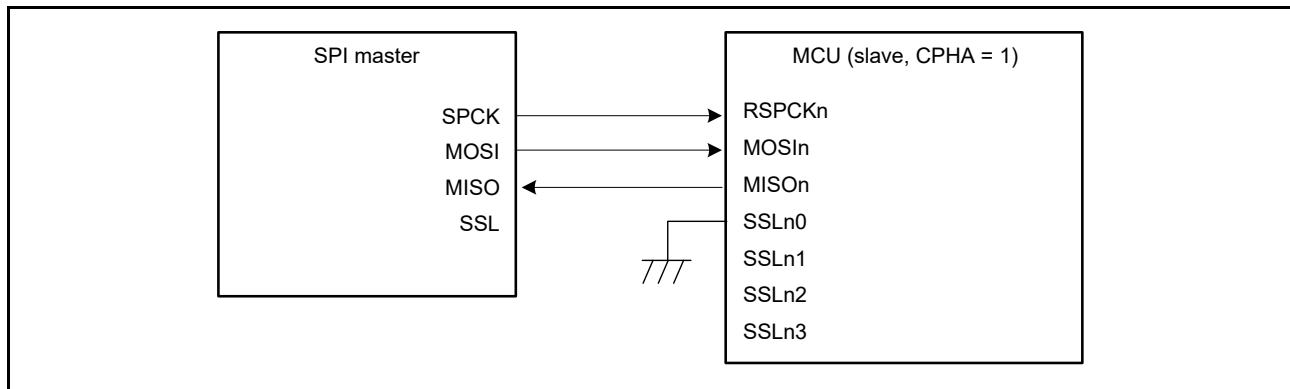 SPI master
SPCK
MOSI
MISO
SSL
MCU (slave, CPHA = 1)
RSPCKn
MOSIn
MISOn
SSLn0
SSLn1
SSLn2
SSLn3